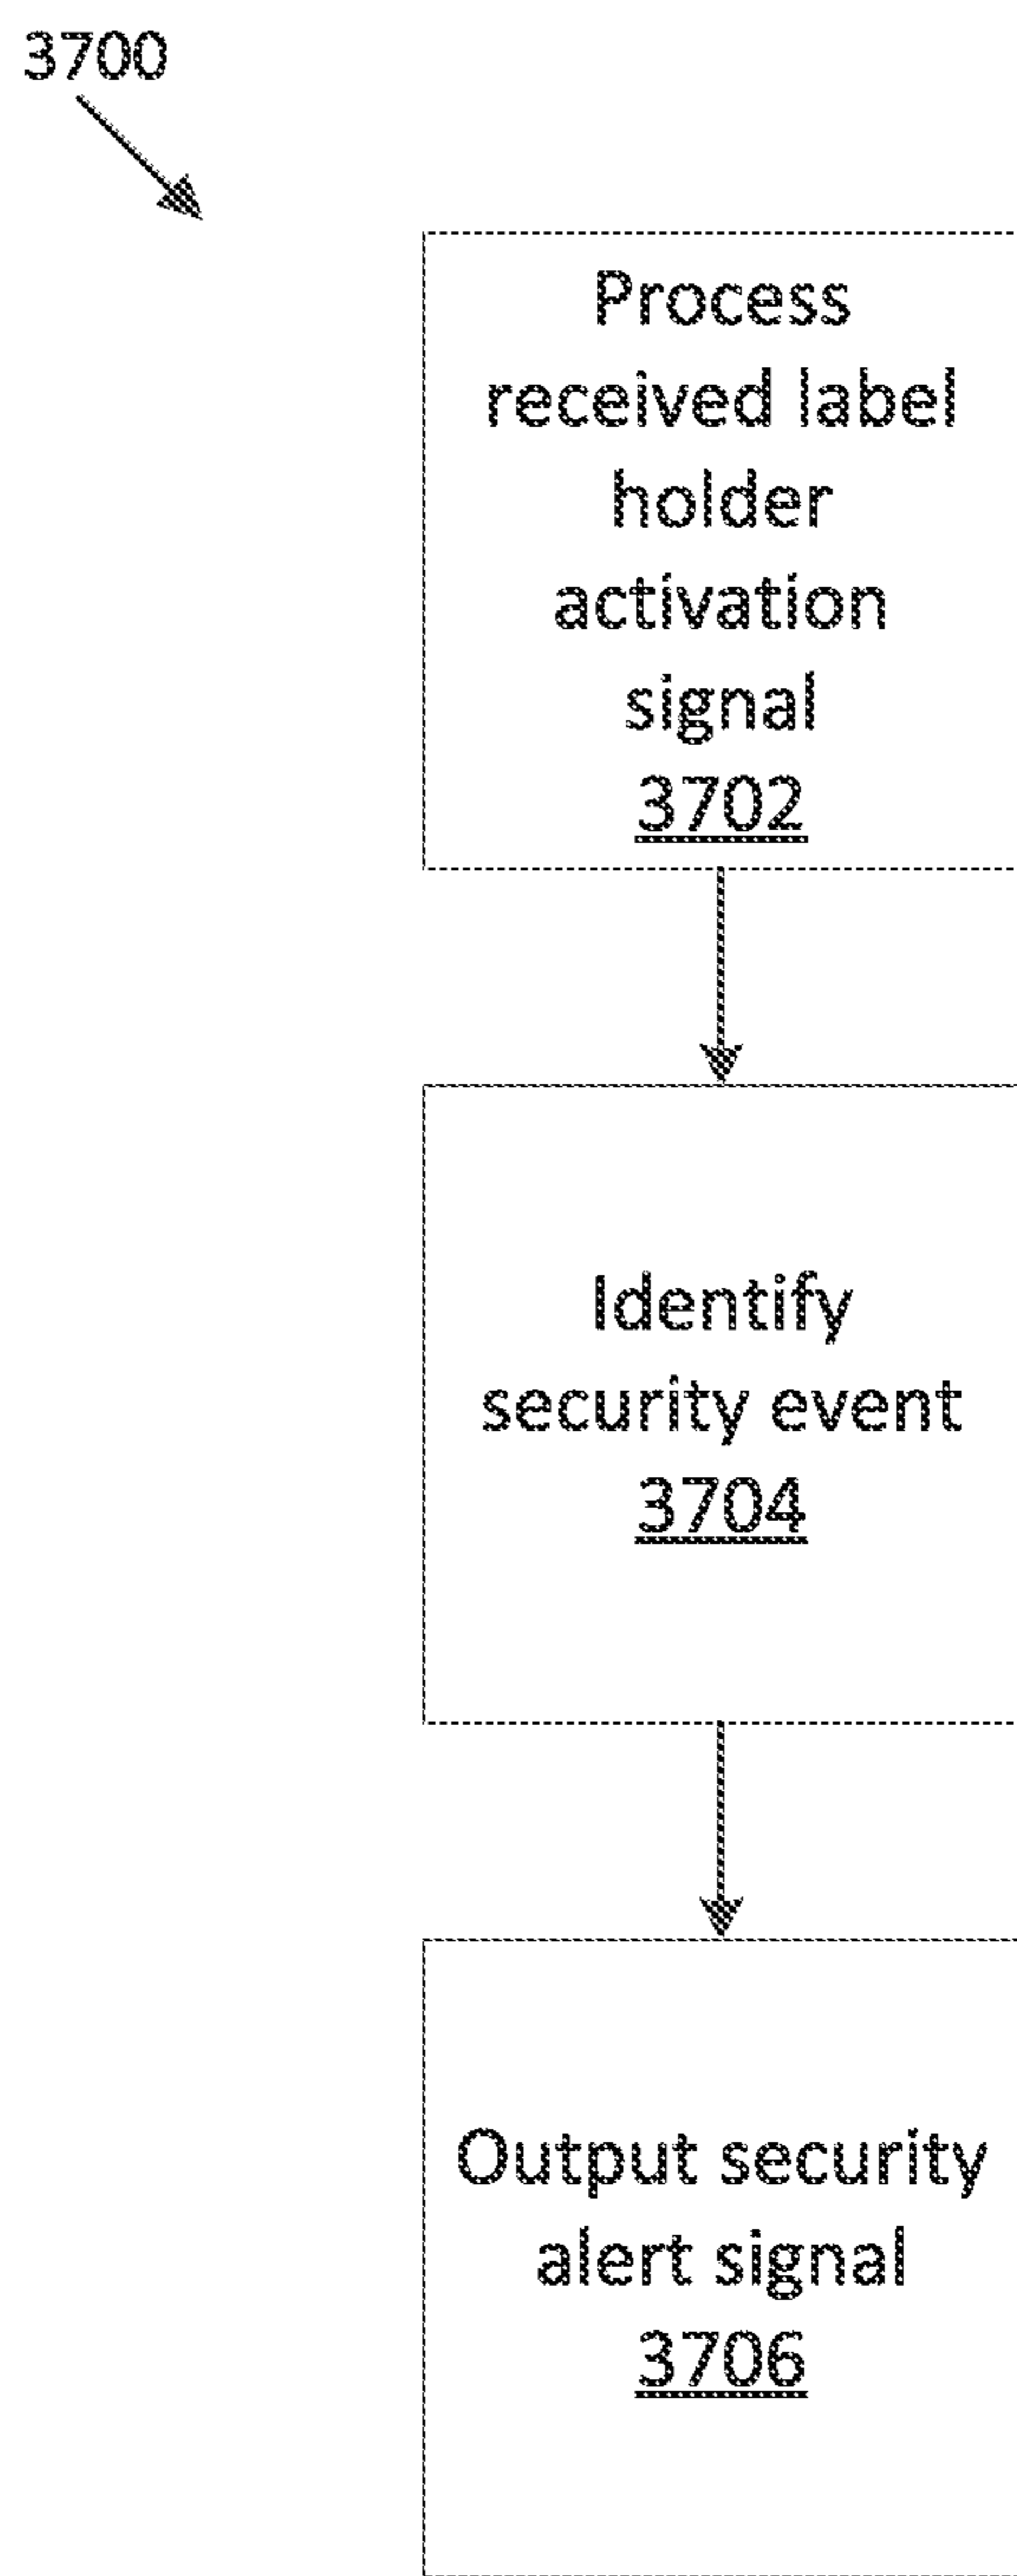 3700
Process
received label
holder
activation
signal
3702
Identify
security event
3704
Output security
alert signal
3706